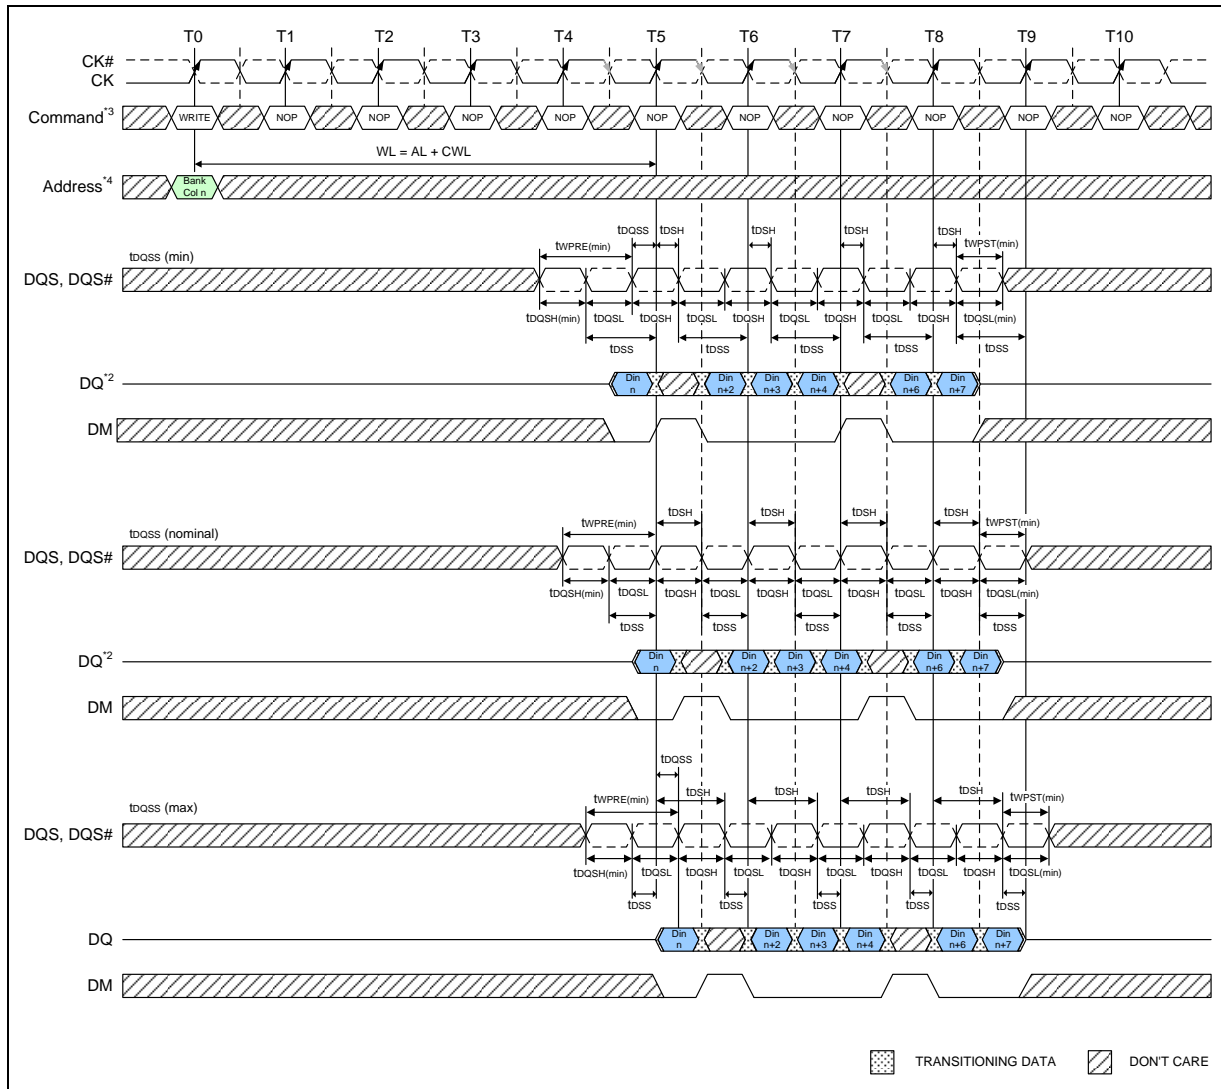 T0 T1 T2 T3 T4 T5 T6 T7 T8 T9 T10
CK#
CK
Command*3 WRITE NOP NOP NOP NOP NOP NOP NOP NOP NOP NOP
WL = AL + CWL
Address*4 Bank Col n
tDQSS tDSH tDSH tDSH tDSH
tDQSS (min) tWPRE(min) tWPST(min)
DQS, DQS#
tDQSH(min) tDQSL tDQSH tDQSL tDQSH tDQSL tDQSH tDQSL tDQSH tDQSL(min)
tDSS tDSS tDSS tDSS tDSS
DQ*2 Din n Din n+2 Din n+3 Din n+4 Din n+6 Din n+7
DM
tDQSS (nominal) tWPRE(min) tDSH tDSH tDSH tDSH tWPST(min)
DQS, DQS#
tDQSH(min) tDQSL tDQSH tDQSL tDQSH tDQSL tDQSH tDQSL tDQSH tDQSL(min)
tDSS tDSS tDSS tDSS tDSS
DQ*2 Din n Din n+2 Din n+3 Din n+4 Din n+6 Din n+7
DM
tDQSS
tDQSS (max) tWPRE(min) tDSH tDSH tDSH tDSH tWPST(min)
DQS, DQS#
tDQSH(min) tDQSL tDQSH tDQSL tDQSH tDQSL tDQSH tDQSL tDQSH tDQSL(min)
tDSS tDSS tDSS tDSS tDSS
DQ Din n Din n+2 Din n+3 Din n+4 Din n+6 Din n+7
DM
TRANSITIONING DATA DON'T CARE